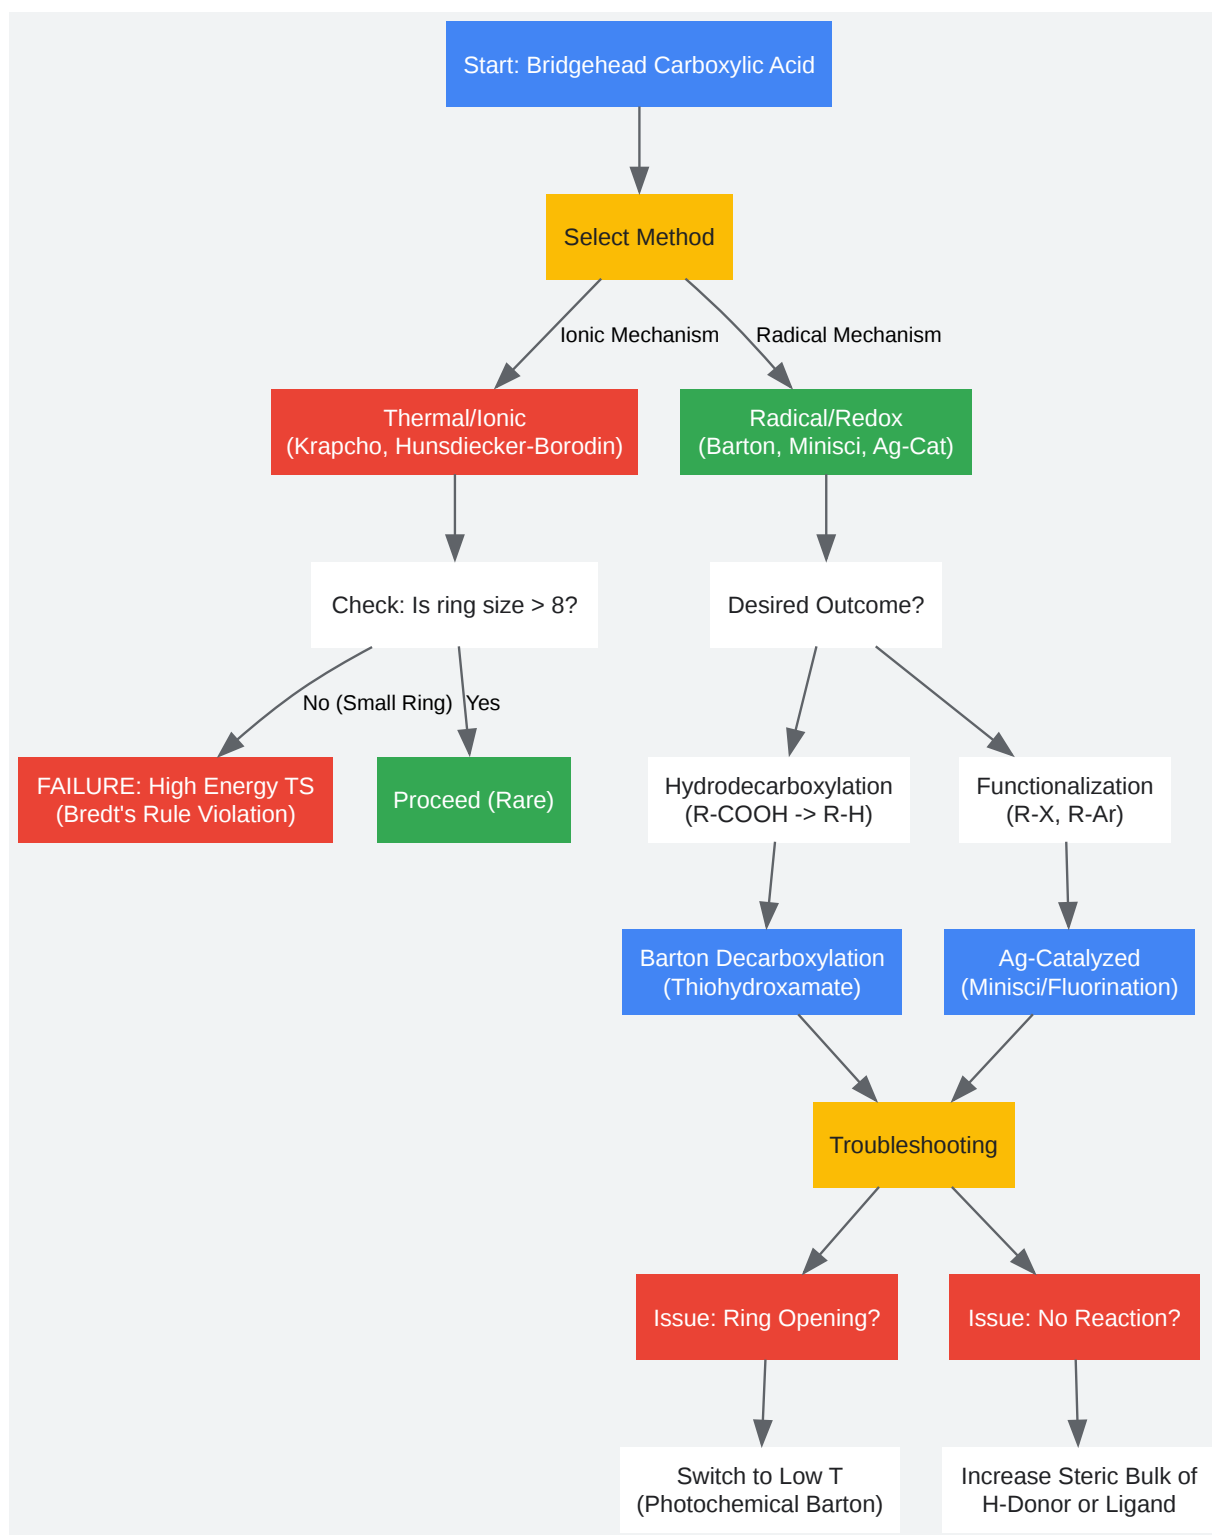 Start: Bridgehead Carboxylic Acid
Select Method
Ionic Mechanism
Radical Mechanism
Thermal/Ionic
(Krapcho, Hunsdiecker-Borodin)
Radical/Redox
(Barton, Minisci, Ag-Cat)
Check: Is ring size > 8?
Desired Outcome?
No (Small Ring)
Yes
FAILURE: High Energy TS
(Bredt's Rule Violation)
Proceed (Rare)
Hydrodecarboxylation
(R-COOH -> R-H)
Functionalization
(R-X, R-Ar)
Barton Decarboxylation
(Thiohydroxamate)
Ag-Catalyzed
(Minisci/Fluorination)
Troubleshooting
Issue: Ring Opening?
Issue: No Reaction?
Switch to Low T
(Photochemical Barton)
Increase Steric Bulk of
H-Donor or Ligand